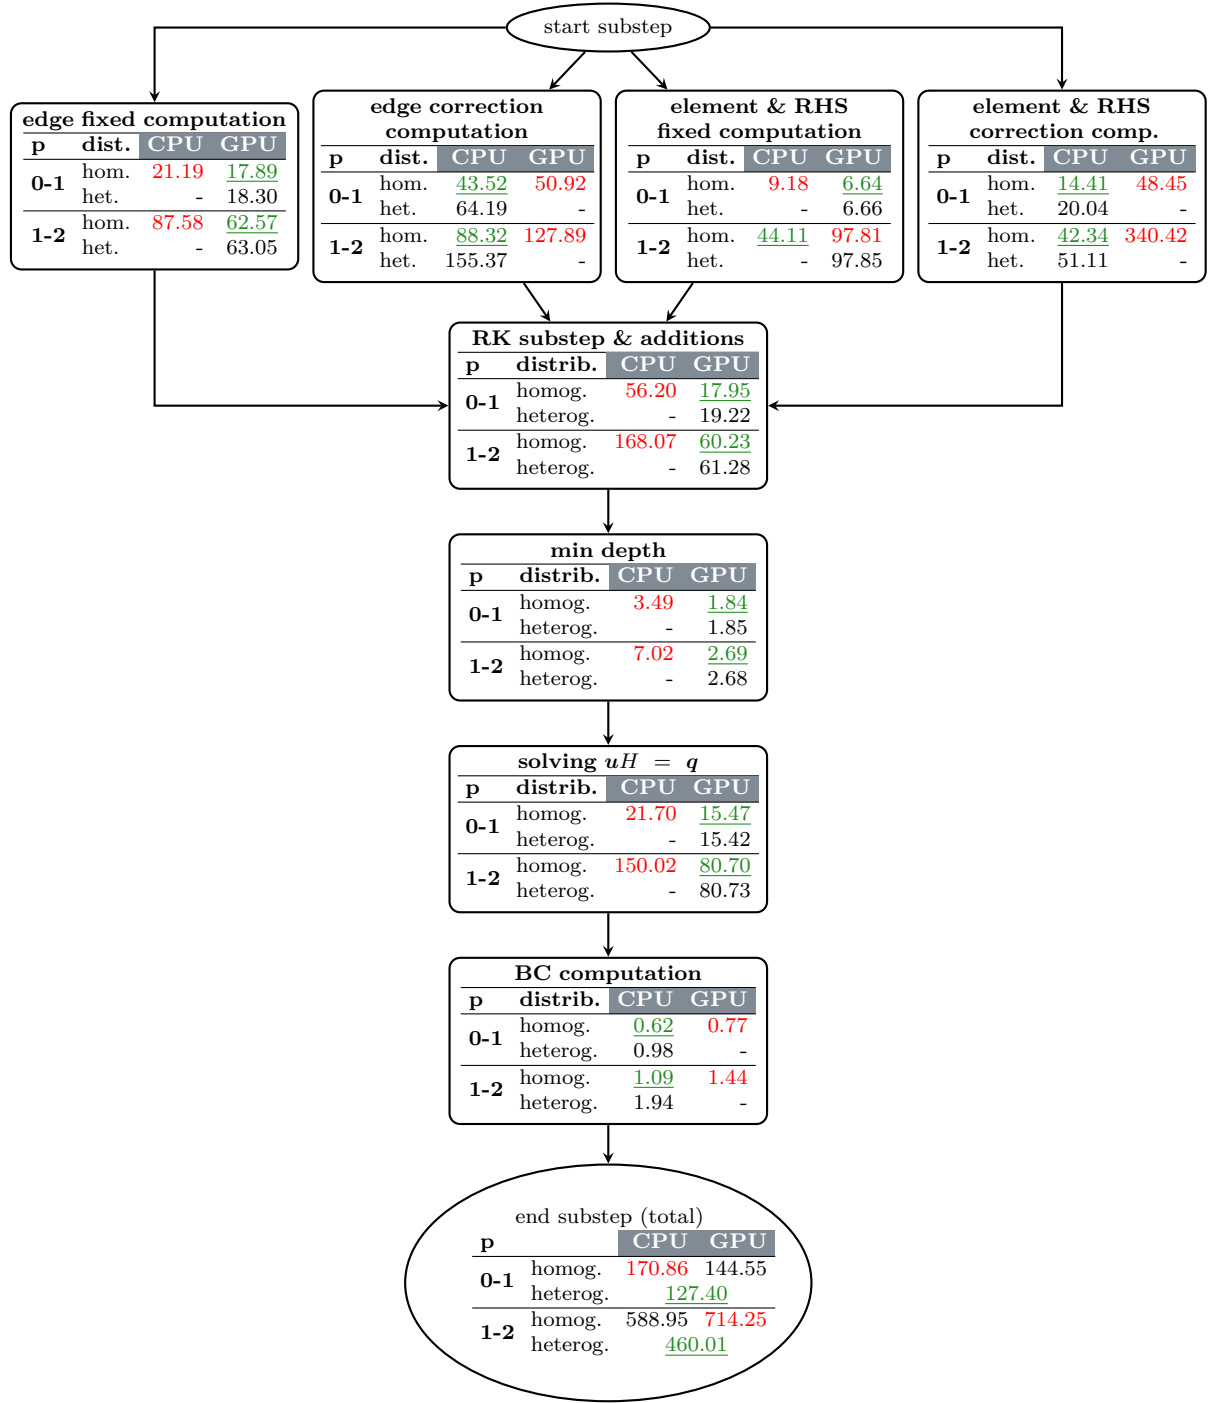 start substep
edge fixed computation
p dist. CPU GPU
0-1 hom. 21.19 17.89
het. - 18.30
1-2 hom. 87.58 62.57
het. - 63.05
edge correction
computation
p dist. CPU GPU
0-1 hom. 43.52 50.92
het. 64.19 -
1-2 hom. 88.32 127.89
het. 155.37 -
element & RHS
fixed computation
p dist. CPU GPU
0-1 hom. 9.18 6.64
het. - 6.66
1-2 hom. 44.11 97.81
het. - 97.85
element & RHS
correction comp.
p dist. CPU GPU
0-1 hom. 14.41 48.45
het. 20.04 -
1-2 hom. 42.34 340.42
het. 51.11 -
RK substep & additions
p distrib. CPU GPU
0-1 homog. 56.20 17.95
heterog. - 19.22
1-2 homog. 168.07 60.23
heterog. - 61.28
min depth
p distrib. CPU GPU
0-1 homog. 3.49 1.84
heterog. - 1.85
1-2 homog. 7.02 2.69
heterog. - 2.68
solving uH = q
p distrib. CPU GPU
0-1 homog. 21.70 15.47
heterog. - 15.42
1-2 homog. 150.02 80.70
heterog. - 80.73
BC computation
p distrib. CPU GPU
0-1 homog. 0.62 0.77
heterog. 0.98 -
1-2 homog. 1.09 1.44
heterog. 1.94 -
end substep (total)
p CPU GPU
0-1 homog. 170.86 144.55
heterog. 127.40
1-2 homog. 588.95 714.25
heterog. 460.01